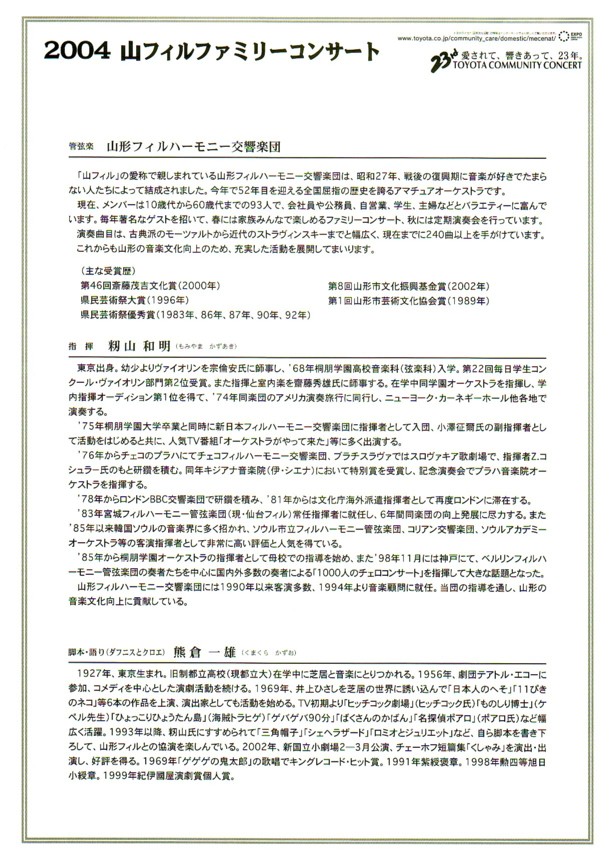 www.toyota.co.jp/community_care/domestic/mecenat/
EXPO
2004 山フィルファミリーコンサート
23rd 愛されて、響きあって、23年。
TOYOTA COMMUNITY CONCERT
管弦楽 山形フィルハーモニー交響楽団
「山フィル」の愛称で親しまれている山形フィルハーモニー交響楽団は、昭和27年、戦後の復興期に音楽が好きでたまら
ない人たちによって結成されました。今年で52年目を迎える全国屈指の歴史を誇るアマチュアオーケストラです。
現在、メンバーは10歳代から60歳代までの93人で、会社員や公務員、自営業、学生、主婦などとバラエティーに富んで
います。毎年著名なゲストを招いて、春には家族みんなで楽しめるファミリーコンサート、秋には定期演奏会を行っています。
演奏曲目は、古典派のモーツァルトから近代のストラヴィンスキーまでと幅広く、現在までに240曲以上を手がけています。
これからも山形の音楽文化向上のため、充実した活動を展開してまいります。
（主な受賞歴）
第46回斎藤茂吉文化賞（2000年） 第8回山形市文化振興基金賞（2002年）
県民芸術祭大賞（1996年） 第1回山形市芸術文化協会賞（1989年）
県民芸術祭優秀賞（1983年、86年、87年、90年、92年）
指 揮 籾山 和明（もみやま かずあき）
東京出身。幼少よりヴァイオリンを宗倫安氏に師事し、'68年桐朋学園高校音楽科（弦楽科）入学。第22回毎日学生コン
クール・ヴァイオリン部門第2位受賞。また指揮と室内楽を齋藤秀雄氏に師事する。在学中同学園オーケストラを指揮し、学
内指揮オーディション第1位を得て、'74年同楽団のアメリカ演奏旅行に同行し、ニューヨーク・カーネギーホール他各地で
演奏する。
'75年桐朋学園大学卒業と同時に新日本フィルハーモニー交響楽団に指揮者として入団、小澤征爾氏の副指揮者とし
て活動をはじめると共に、人気TV番組「オーケストラがやって来た」等に多く出演する。
'76年からチェコのプラハにてチェコフィルハーモニー交響楽団、ブラチスラヴァではスロヴァキア歌劇場で、指揮者Z.コ
シュラー氏のもと研鑽を積む。同年キジアナ音楽院（伊・シエナ）において特別賞を受賞し、記念演奏会でプラハ音楽院オー
ケストラを指揮する。
'78年からロンドンBBC交響楽団で研鑽を積み、'81年からは文化庁海外派遣指揮者として再度ロンドンに滞在する。
'83年宮城フィルハーモニー管弦楽団（現・仙台フィル）常任指揮者に就任し、6年間同楽団の向上発展に尽力する。また
'85年以来韓国ソウルの音楽界に多く招かれ、ソウル市立フィルハーモニー管弦楽団、コリアン交響楽団、ソウルアカデミー
オーケストラ等の客演指揮者として非常に高い評価と人気を得ている。
'85年から桐朋学園オーケストラの指揮者として母校での指導を始め、また'98年11月には神戸にて、ベルリンフィルハ
ーモニー管弦楽団の奏者たちを中心に国内外多数の奏者による「1000人のチェロコンサート」を指揮して大きな話題となった。
山形フィルハーモニー交響楽団には1990年以来客演多数、1994年より音楽顧問に就任。当団の指導を通し、山形の
音楽文化向上に貢献している。
脚本・語り（ダフニスとクロエ） 熊倉 一雄（くまくら かずお）
1927年、東京生まれ。旧制都立高校（現都立大）在学中に芝居と音楽にとりつかれる。1956年、劇団テアトル・エコーに
参加、コメディを中心とした演劇活動を続ける。1969年、井上ひさしを芝居の世界に誘い込んで「日本人のへそ」「11ぴき
のネコ」等6本の作品を上演、演出家としても活動を始める。TV初期より「ヒッチコック劇場」（ヒッチコック氏）「ものしり博士」（ケ
ペル先生）「ひょっこりひょうたん島」（海賊トラヒゲ）「ゲバゲバ90分」「ばくさんのかばん」「名探偵ポアロ」（ポアロ氏）など幅
広く活躍。1993年以降、籾山氏にすすめられて「三角帽子」「シェヘラザード」「ロミオとジュリエット」など、自ら脚本を書き下
ろして、山形フィルとの協演を楽しんでいる。2002年、新国立小劇場2―3月公演、チェーホフ短篇集「くしゃみ」を演出・出
演し、好評を得る。1969年「ゲゲゲの鬼太郎」の歌唱でキングレコード・ヒット賞。1991年紫綬褒章。1998年勲四等旭日
小綬章。1999年紀伊國屋演劇賞個人賞。